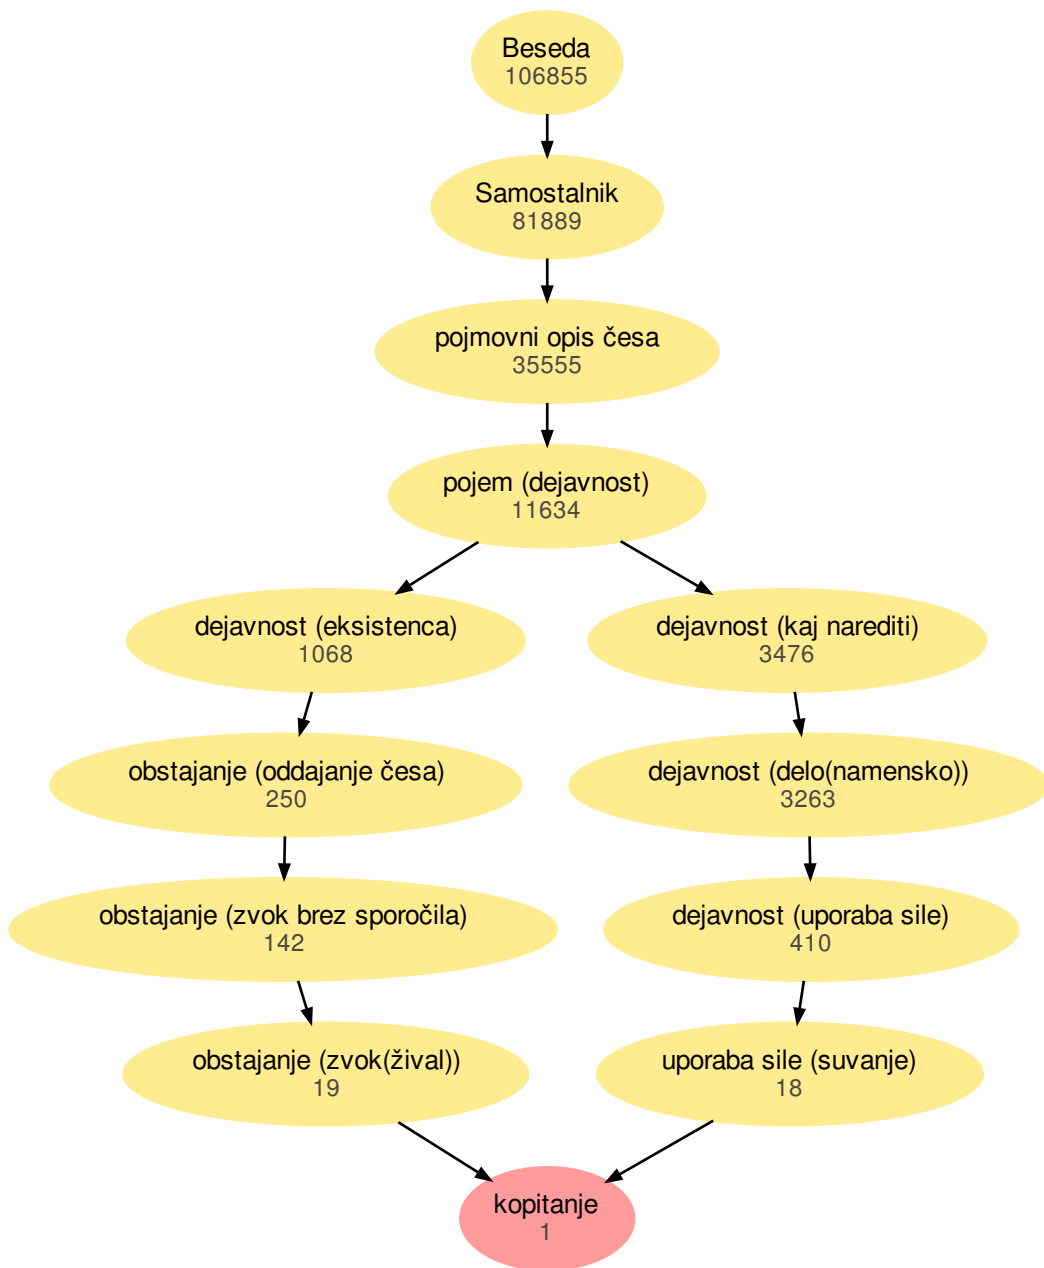 Beseda
106855
Samostalnik
81889
pojmovni opis česa
35555
pojem (dejavnost)
11634
dejavnost (eksistenca)
1068
dejavnost (kaj narediti)
3476
obstajanje (oddajanje česa)
250
dejavnost (delo(namensko))
3263
obstajanje (zvok brez sporočila)
142
dejavnost (uporaba sile)
410
obstajanje (zvok(žival))
19
uporaba sile (suvanje)
18
kopitanje
1